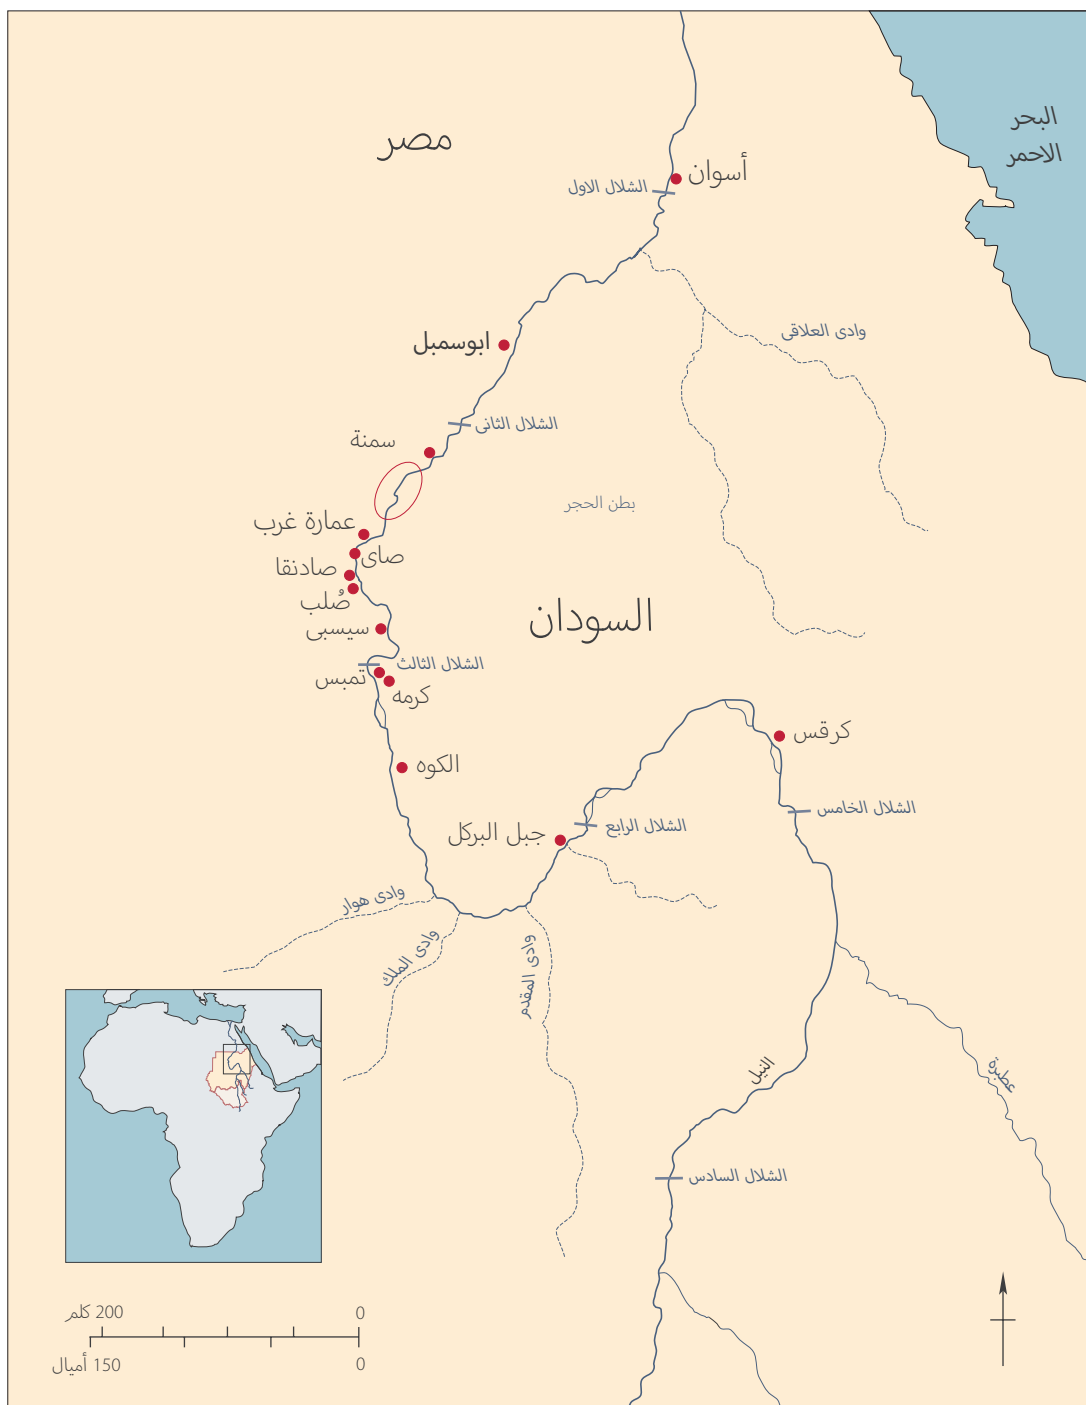 البحر
الاحمر
مصر
أسوان
الشلال الاول
وادى العلاقى
ابوسمبل
الشلال الثانى
سمنة
بطن الحجر
عمارة غرب
صاى
صادنقا
صُلب
السودان
سيسبى
الشلال الثالث
تمبس
كرمه
كرقس
الكوه
الشلال الخامس
الشلال الرابع
جبل البركل
وادى هوار
وادى الملك
وادى المقدم
النيل
عطبرة
الشلال السادس
200 كلم
0
150 أميال
0